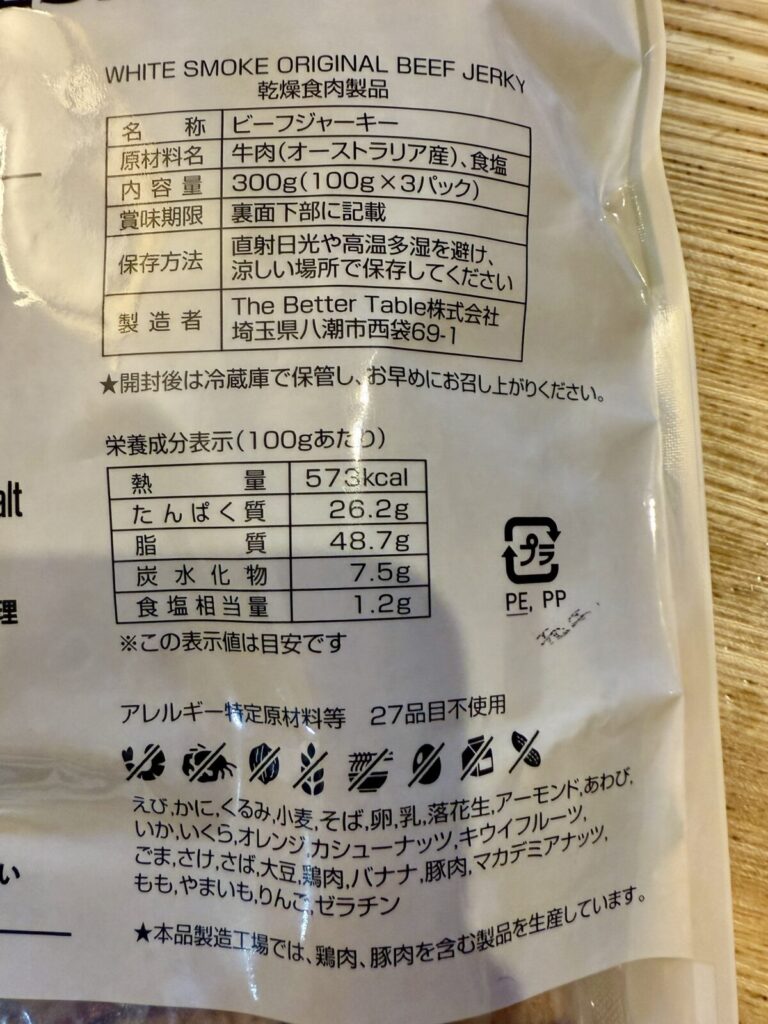 WHITE SMOKE ORIGINAL BEEF JERKY
乾燥食肉製品
名称 ビーフジャーキー
原材料名 牛肉(オーストラリア産)、食塩
内容量 300g(100g×3パック)
賞味期限 裏面下部に記載
保存方法 直射日光や高温多湿を避け、
涼しい場所で保存してください
製造者 The Better Table株式会社
埼玉県八潮市西袋69-1
★開封後は冷蔵庫で保管し、お早めにお召し上がりください。
栄養成分表示(100gあたり)
熱量 573kcal
たんぱく質 26.2g
脂質 48.7g
炭水化物 7.5g
食塩相当量 1.2g
※この表示値は目安です
alt
理
プラ
PE, PP
アレルギー特定原材料等 27品目不使用
えび,かに,くるみ,小麦,そば,卵,乳,落花生,アーモンド,あわび,
いか,いくら,オレンジ,カシューナッツ,キウイフルーツ,
ごま,さけ,さば,大豆,鶏肉,バナナ,豚肉,マカデミアナッツ,
もも,やまいも,りんご,ゼラチン
い
★本品製造工場では、鶏肉、豚肉を含む製品を生産しています。